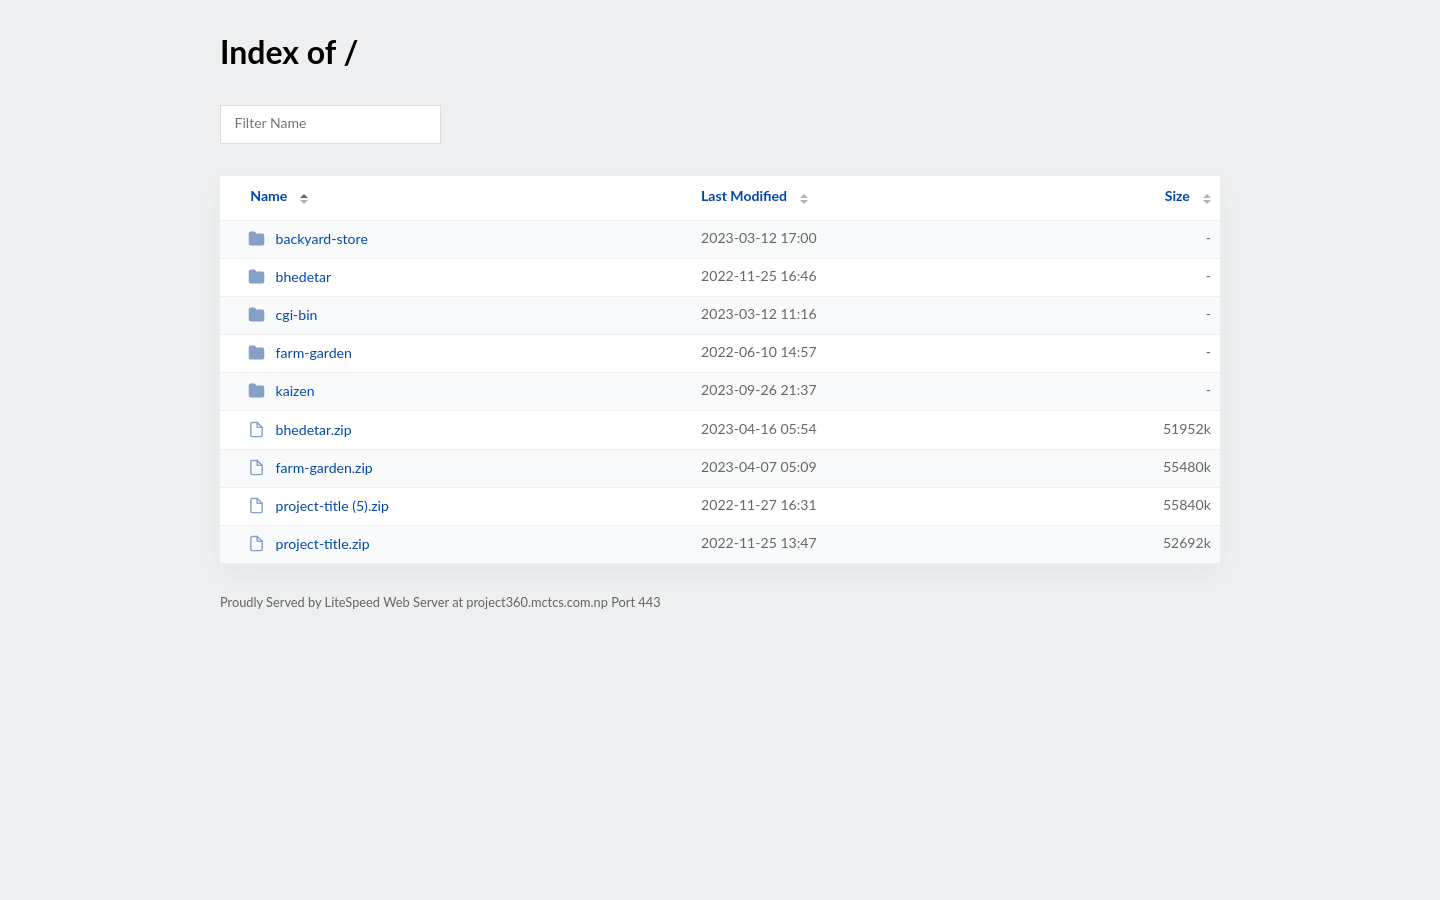 Index of /
Filter Name
Name Last Modified Size
backyard-store 2023-03-12 17:00 -
bhedetar 2022-11-25 16:46 -
cgi-bin 2023-03-12 11:16 -
farm-garden 2022-06-10 14:57 -
kaizen 2023-09-26 21:37 -
bhedetar.zip 2023-04-16 05:54 51952k
farm-garden.zip 2023-04-07 05:09 55480k
project-title (5).zip 2022-11-27 16:31 55840k
project-title.zip 2022-11-25 13:47 52692k
Proudly Served by LiteSpeed Web Server at project360.mctcs.com.np Port 443